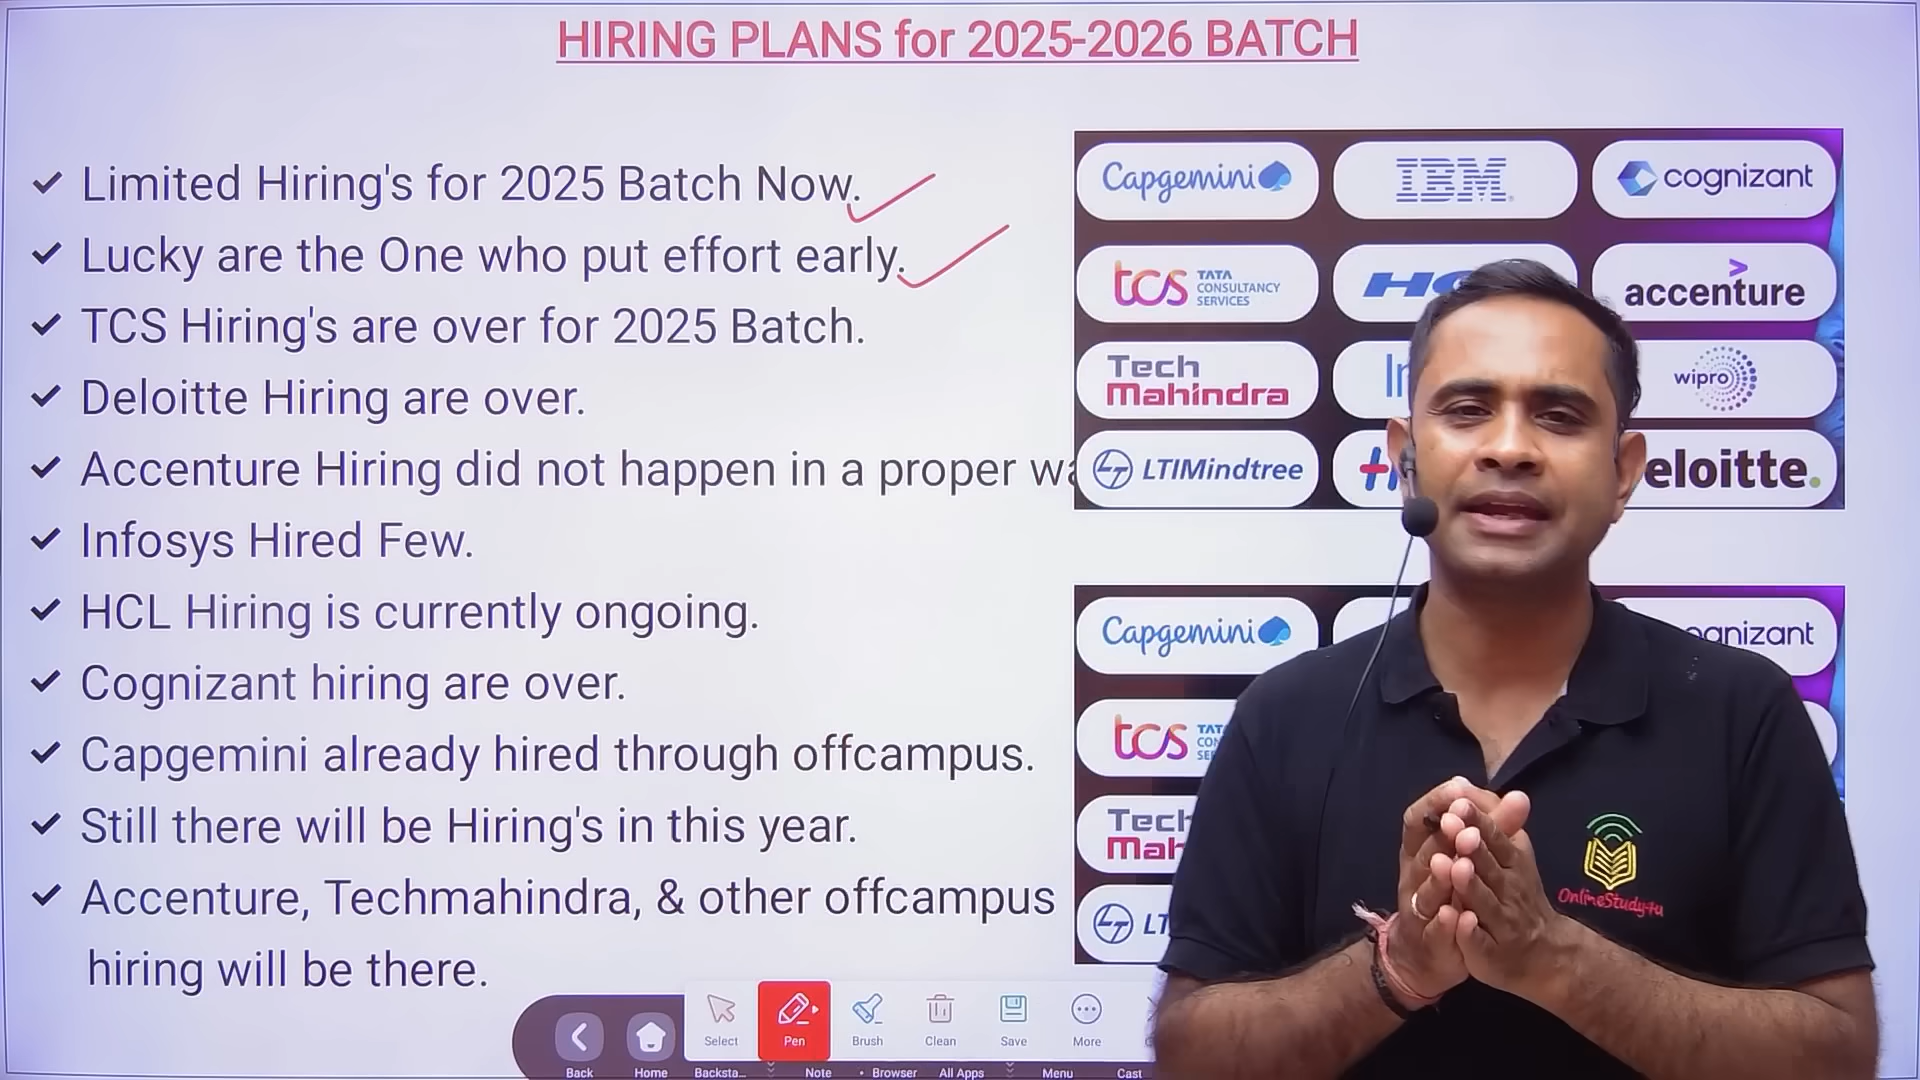 HIRING PLANS for 2025-2026 BATCH
Limited Hiring's for 2025 Batch Now.
Lucky are the One who put effort early.
TCS Hiring's are over for 2025 Batch.
Deloitte Hiring are over.
Accenture Hiring did not happen in a proper
Infosys Hired Few.
HCL Hiring is currently ongoing.
Cognizant hiring are over.
Capgemini already hired through offcampus.
Still there will be Hiring's in this year.
Accenture, Techmahindra, & other offcampus
hiring will be there.
Capgemini
IBM
cognizant
tcs TATA
CONSULTANCY
SERVICES
accenture
Tech
Mahindra
wipro
LTIMindtree
eloitte.
Capgemini
ognizant
tcs
Tech
OnlineStudy4u
Select
Pen
Brush
Clean
Save
More
Back
Home
Backsta...
Note
Browser
All Apps
Menu
Cast